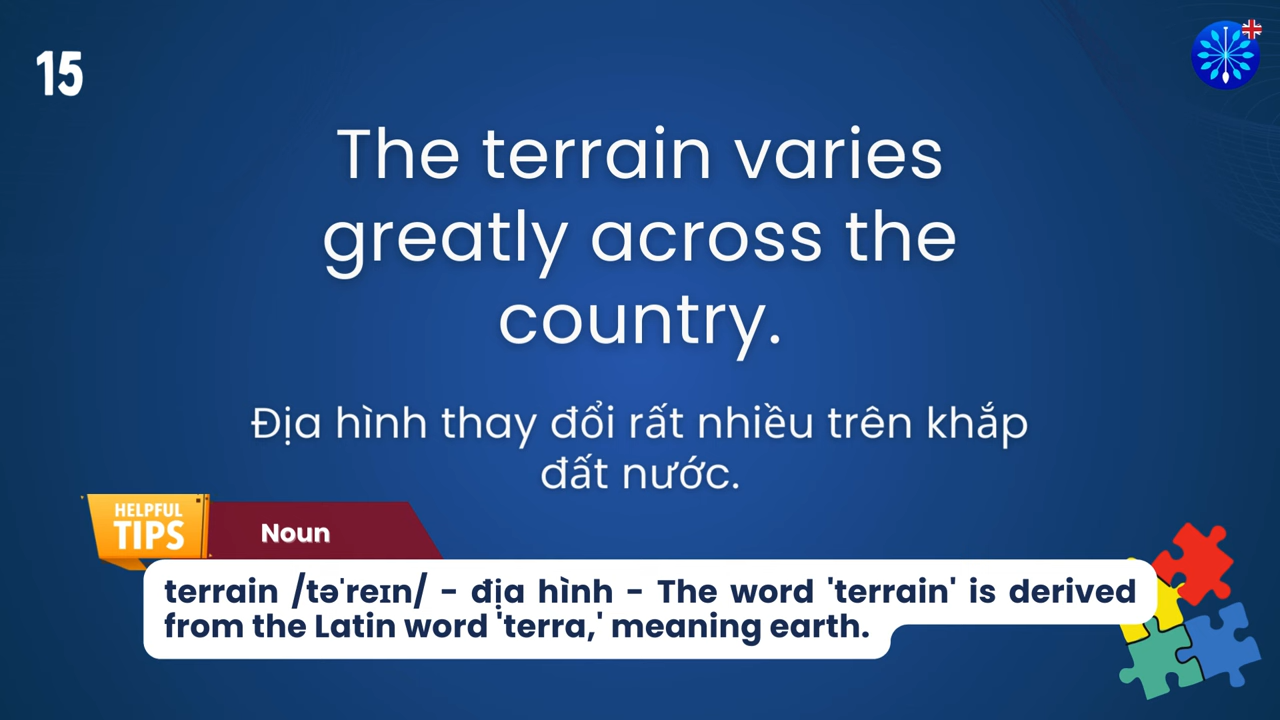 15
The terrain varies
greatly across the
country.
Địa hình thay đổi rất nhiều trên khắp
đất nước.
HELPFUL
TIPS
Noun
terrain /təˈreɪn/ - địa hình - The word 'terrain' is derived
from the Latin word 'terra,' meaning earth.